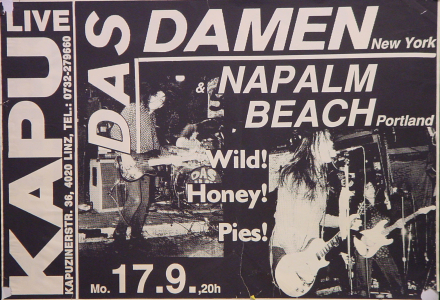 LIVE
KAPU
KAPUZINERSTR. 36, 4020 LINZ, TEL.: 0732-279660
DAS
DAMEN New York
& NAPALM
BEACH Portland
Wild!
Honey!
Pies!
Mo. 17.9.,20h